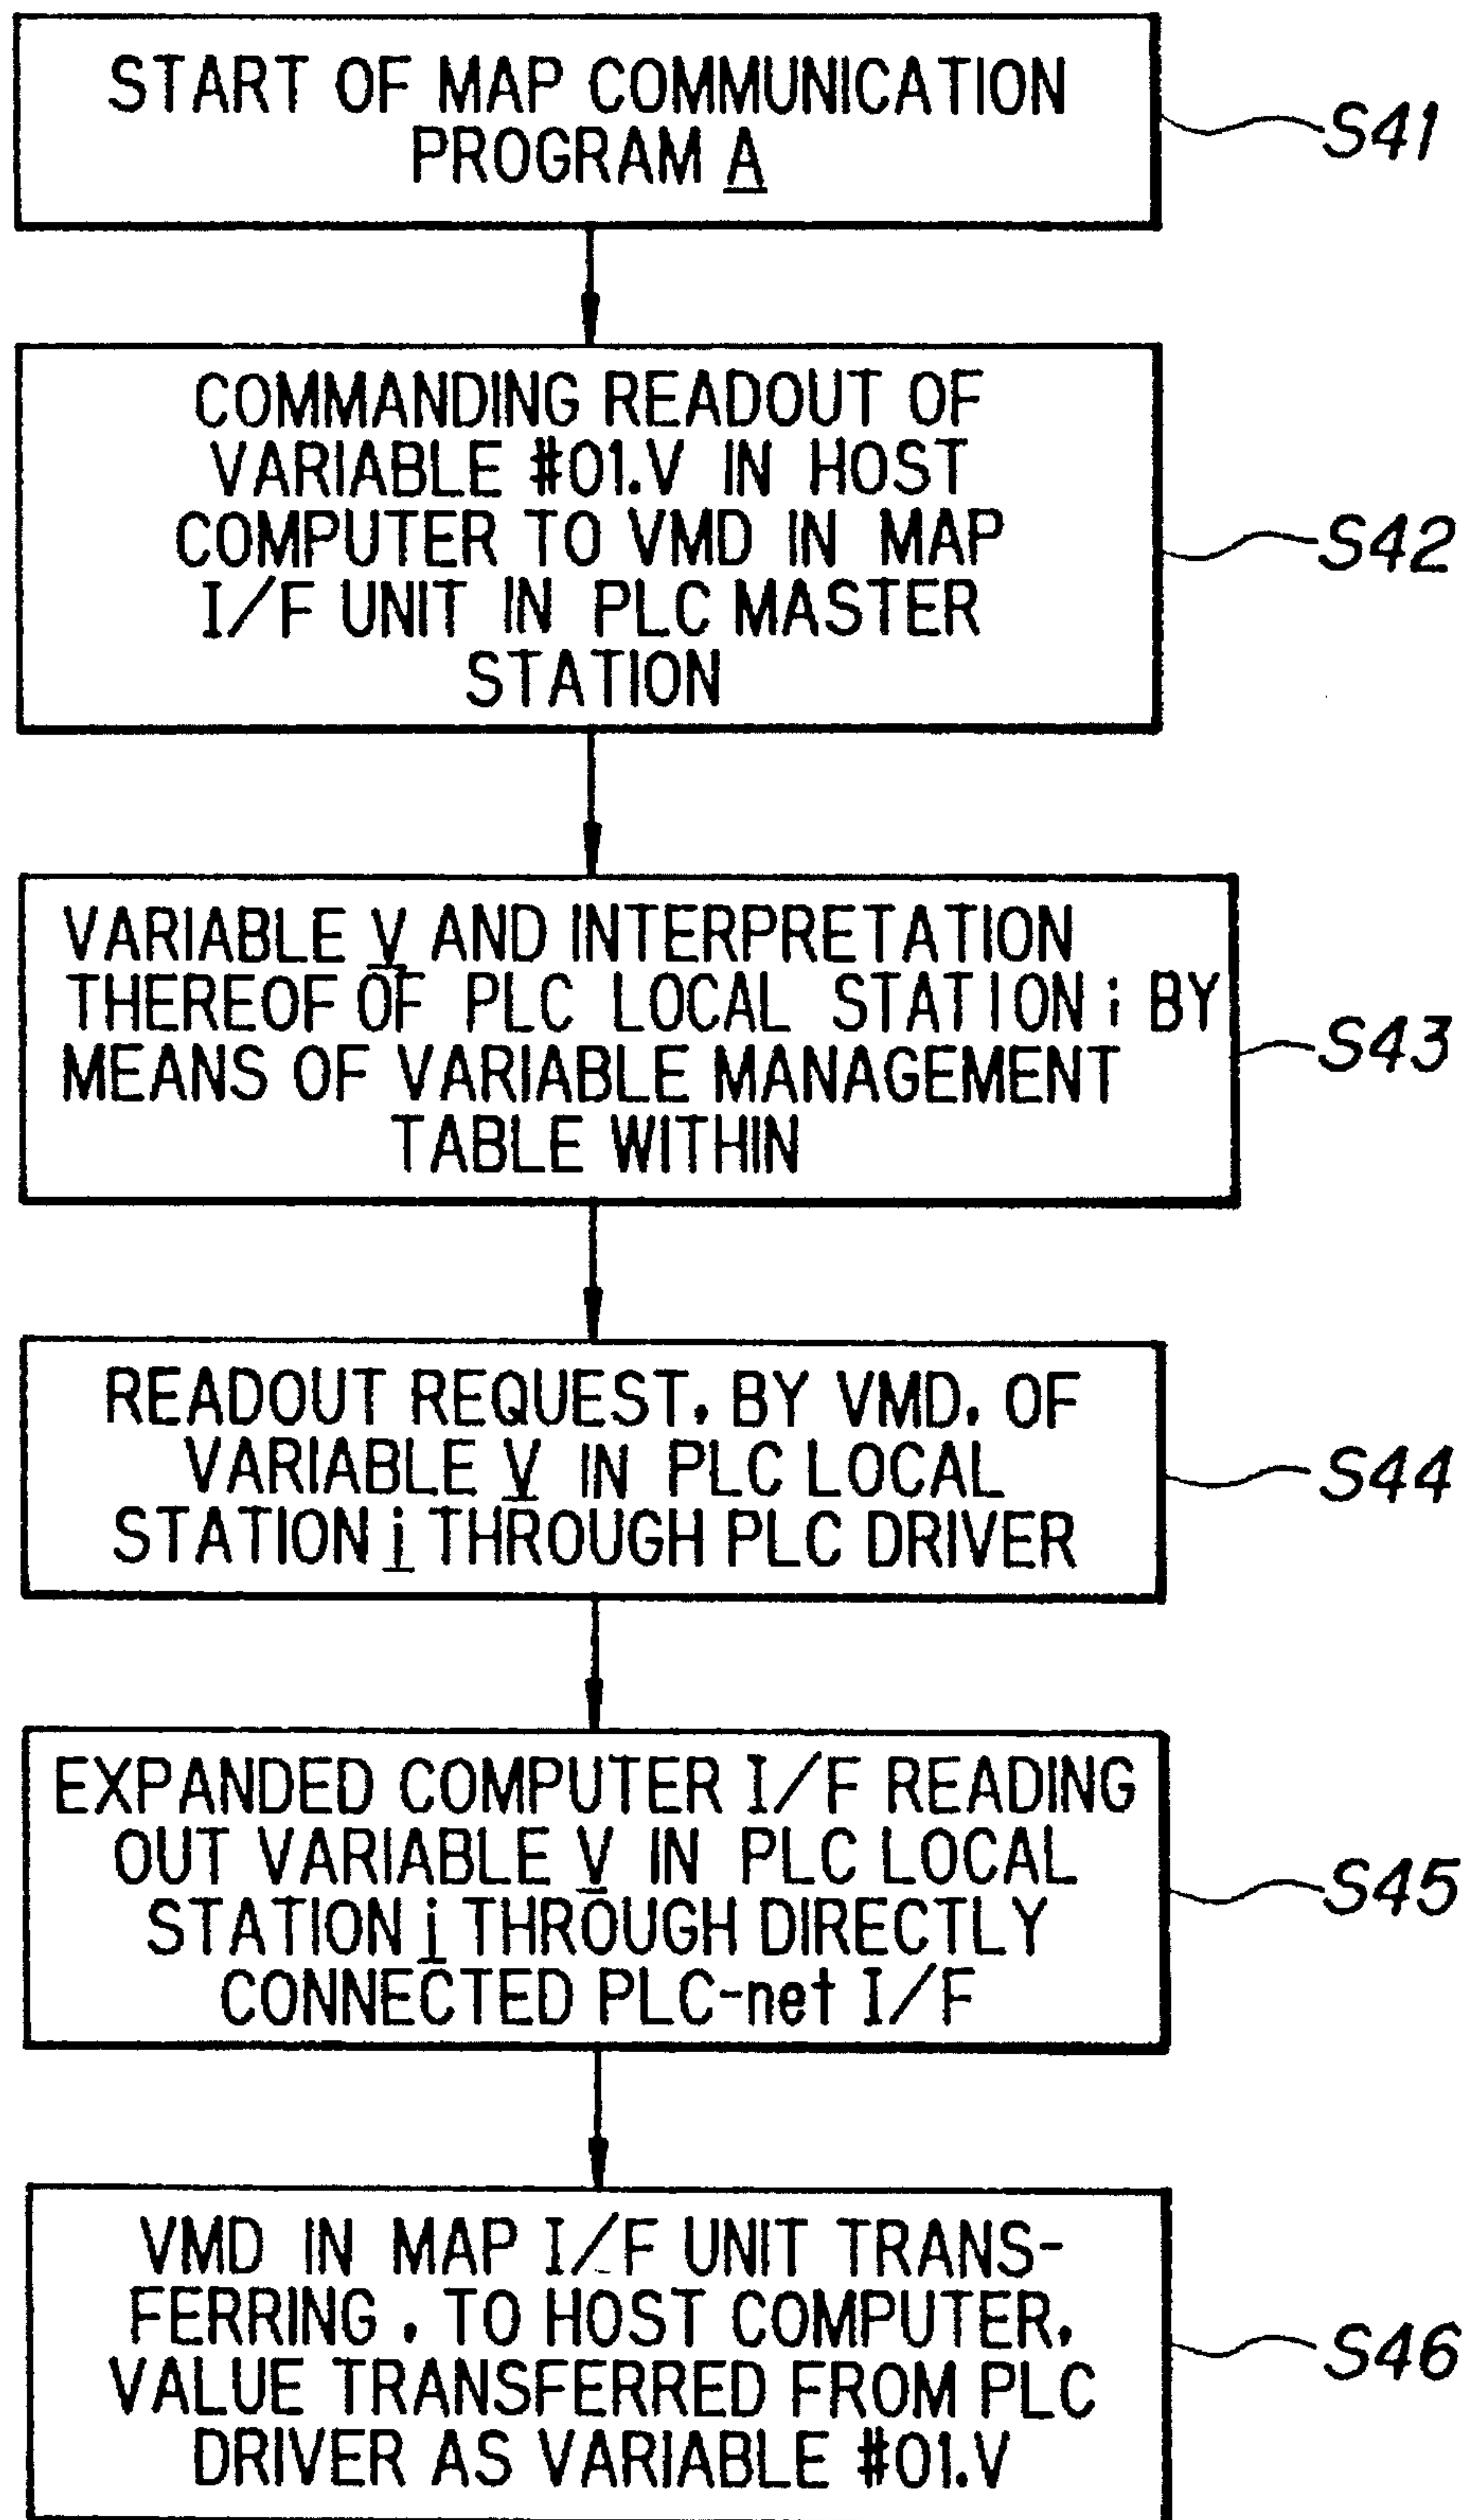 START OF MAP COMMUNICATION
PROGRAM A
S41
COMMANDING READOUT OF
VARIABLE #01.V IN HOST
COMPUTER TO VMD IN MAP
I/F UNIT IN PLC MASTER
STATION
S42
VARIABLE V AND INTERPRETATION
THEREOF OF PLC LOCAL STATION i BY
MEANS OF VARIABLE MANAGEMENT
TABLE WITHIN
S43
READOUT REQUEST. BY VMD. OF
VARIABLE V IN PLC LOCAL
STATION i THROUGH PLC DRIVER
S44
EXPANDED COMPUTER I/F READING
OUT VARIABLE V IN PLC LOCAL
STATION i THROUGH DIRECTLY
CONNECTED PLC-net I/F
S45
VMD IN MAP I/F UNIT TRANS-
FERRING . TO HOST COMPUTER.
VALUE TRANSFERRED FROM PLC
DRIVER AS VARIABLE #01.V
S46